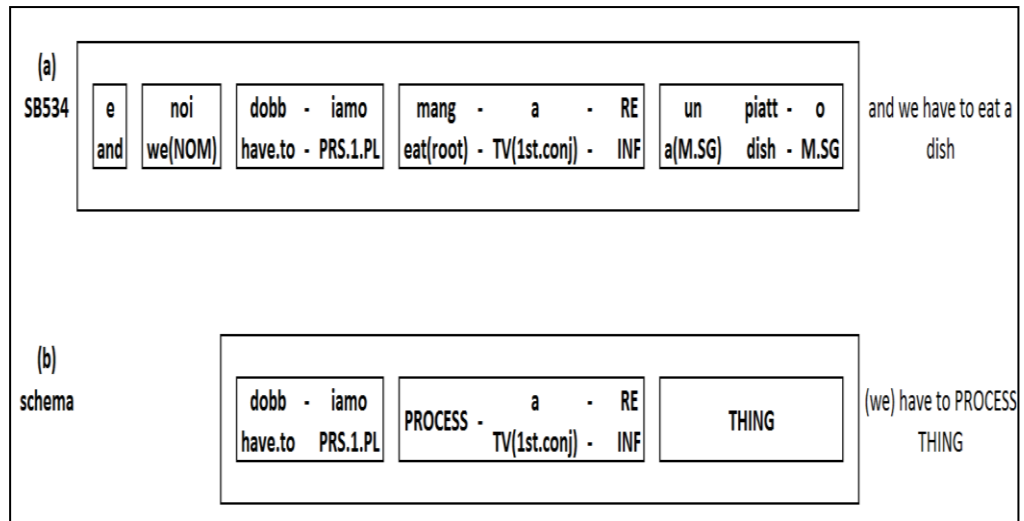 (a)
SB534
e noi dobb - iamo mang - a - RE un piatt - o
and we(NOM) have.to - PRS.1.PL eat(root) - TV(1st.conj) - INF a(M.SG) dish - M.SG
and we have to eat a
dish
(b)
schema
dobb - iamo PROCESS - a - RE THING
have.to PRS.1.PL TV(1st.conj) - INF
(we) have to PROCESS
THING